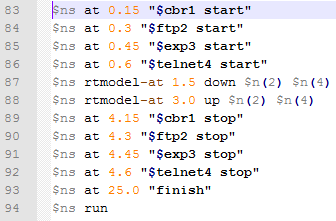 83 $ns at 0.15 "$cbr1 start"
84 $ns at 0.3 "$ftp2 start"
85 $ns at 0.45 "$exp3 start"
86 $ns at 0.6 "$telnet4 start"
87 $ns rtmodel-at 1.5 down $n(2) $n(4)
88 $ns rtmodel-at 3.0 up $n(2) $n(4)
89 $ns at 4.15 "$cbr1 stop"
90 $ns at 4.3 "$ftp2 stop"
91 $ns at 4.45 "$exp3 stop"
92 $ns at 4.6 "$telnet4 stop"
93 $ns at 25.0 "finish"
94 $ns run